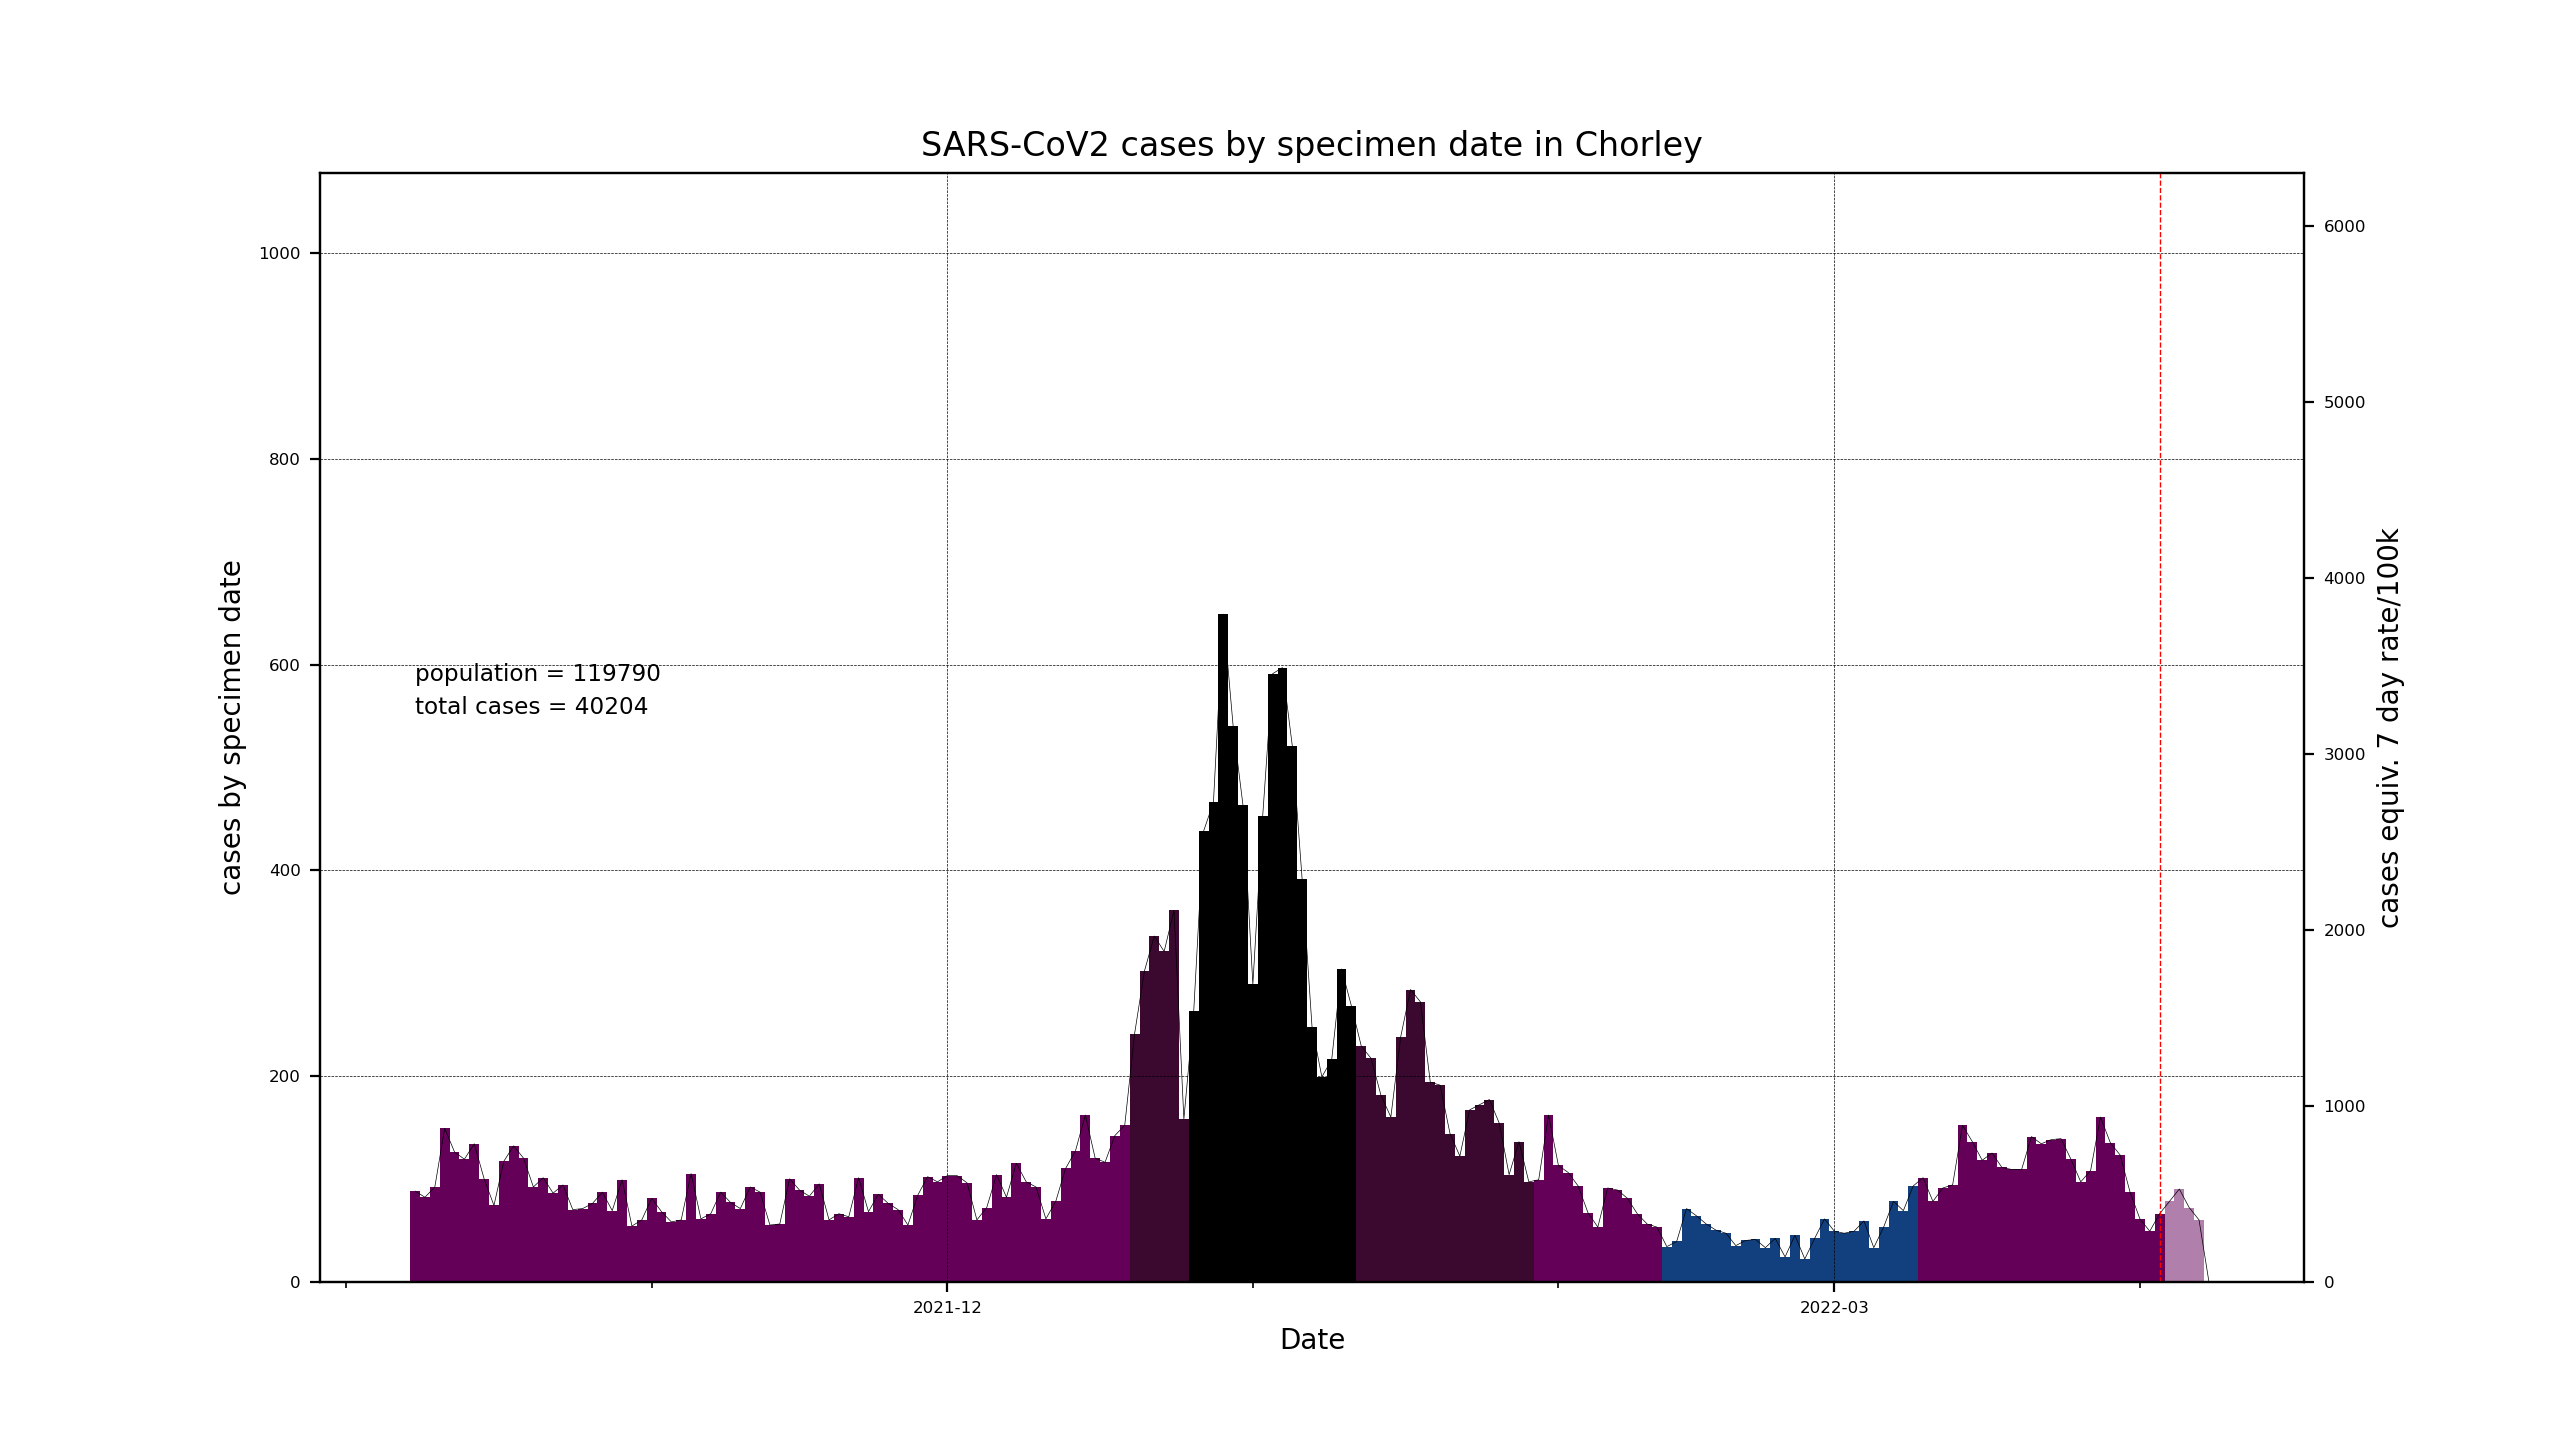 SARS-CoV2 cases by specimen date in Chorley
cases by specimen date
1000
800
600
400
200
0
population = 119790
total cases = 40204
6000
5000
4000
3000
2000
1000
0
cases equiv. 7 day rate/100k
2021-12
2022-03
Date